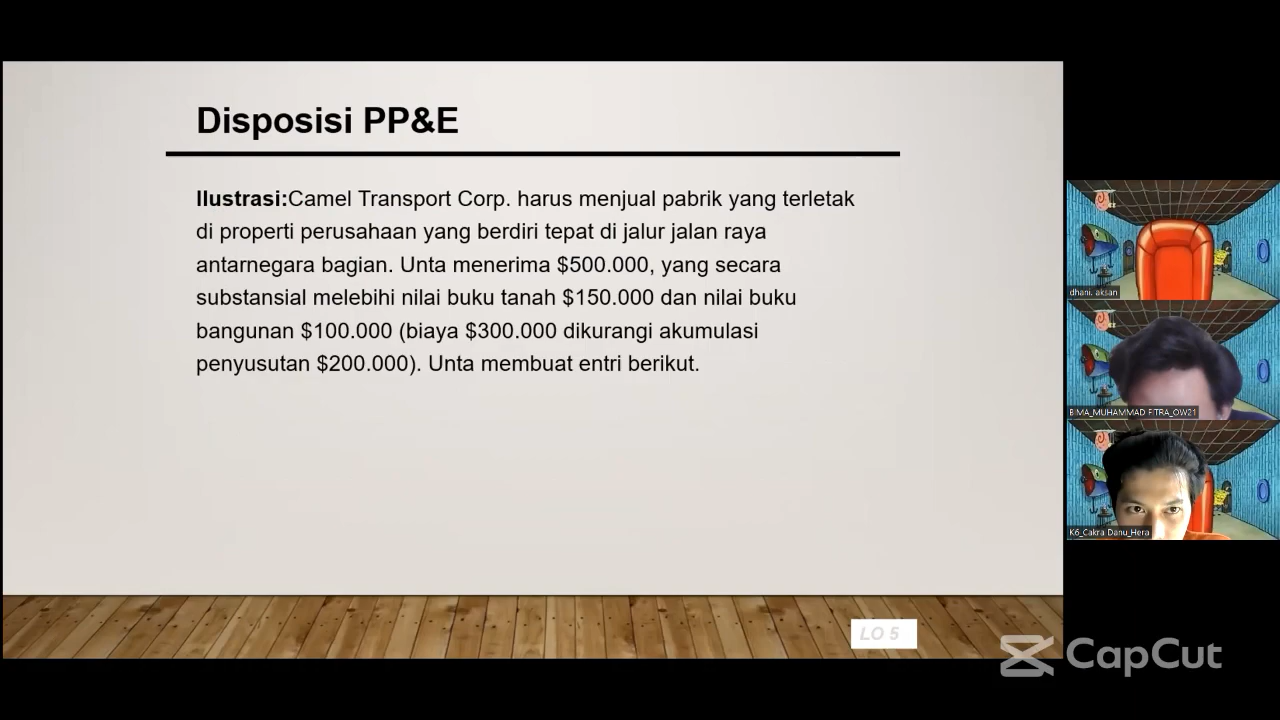 Disposisi PP&E
Ilustrasi:Camel Transport Corp. harus menjual pabrik yang terletak
di properti perusahaan yang berdiri tepat di jalur jalan raya
antarnegara bagian. Unta menerima $500.000, yang secara
substansial melebihi nilai buku tanah $150.000 dan nilai buku
bangunan $100.000 (biaya $300.000 dikurangi akumulasi
penyusutan $200.000). Unta membuat entri berikut.
LO 5
dhani. aksan
BIMA_MUHAMMAD FITRA_OW21
K6_Cakra Danu_Hera
CapCut